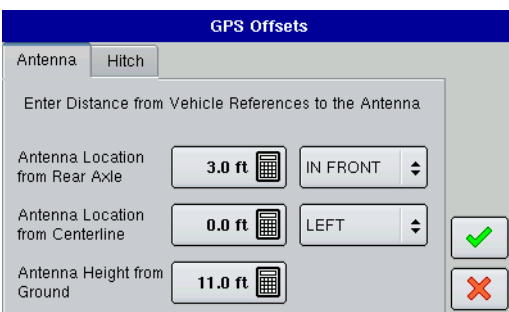 GPS Offsets
Antenna
Hitch
Enter Distance from Vehicle References to the Antenna
Antenna Location
from Rear Axle
3.0 ft
IN FRONT
Antenna Location
from Centerline
0.0 ft
LEFT
Antenna Height from
Ground
11.0 ft